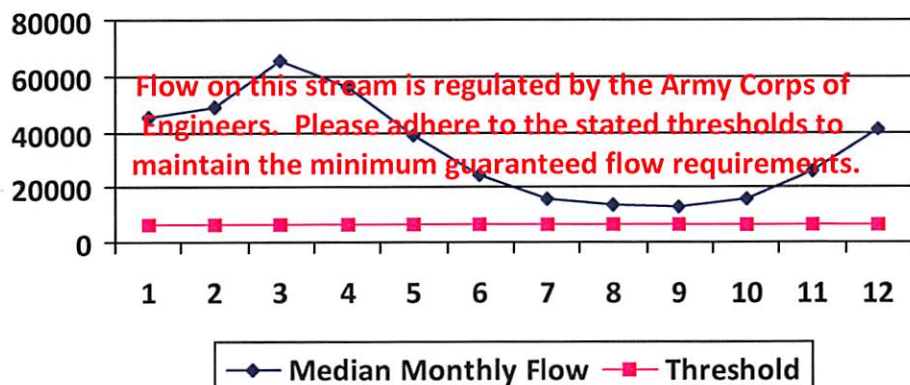 80000
60000
40000
20000
0
Flow on this stream is regulated by the Army Corps of
Engineers. Please adhere to the stated thresholds to
maintain the minimum guaranteed flow requirements.
1 2 3 4 5 6 7 8 9 10 11 12
Median Monthly Flow Threshold